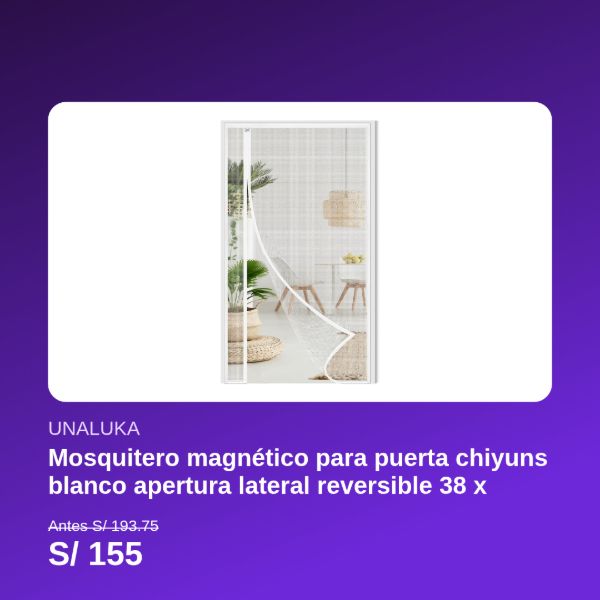 UNALUKA
Mosquitero magnético para puerta chiyuns
blanco apertura lateral reversible 38 x
Antes S/ 193.75
S/ 155